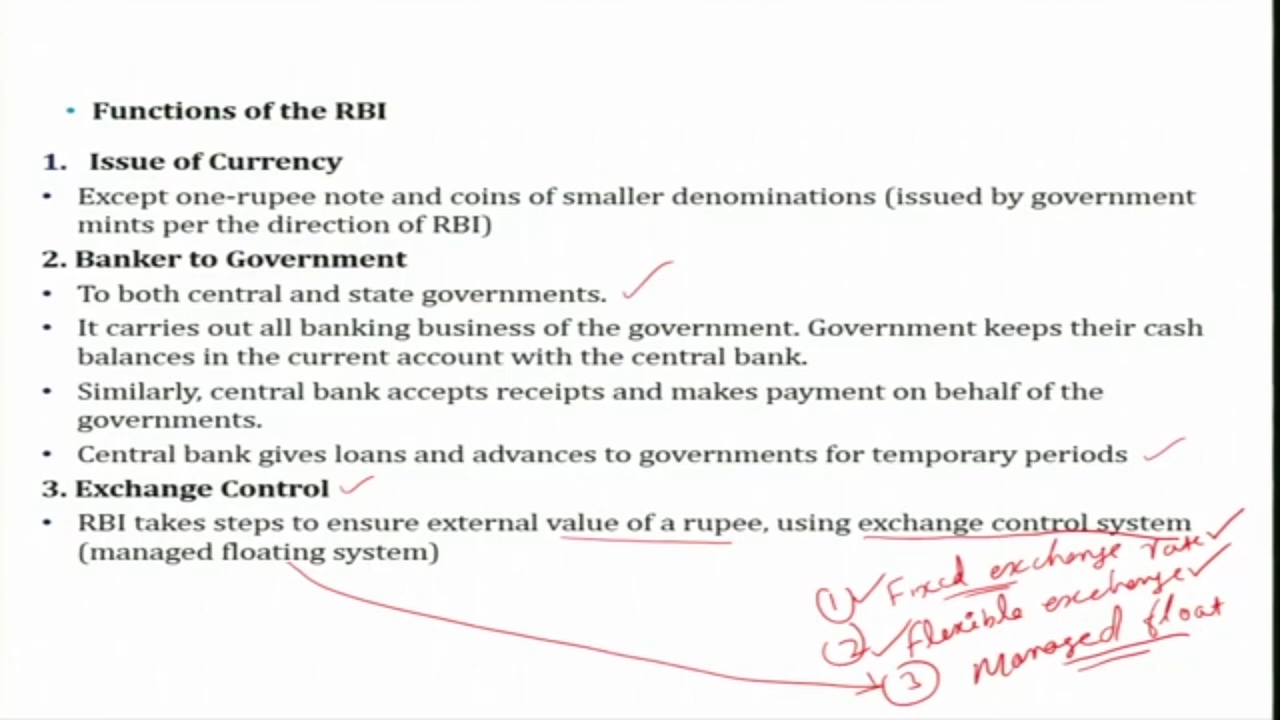 • Functions of the RBI
1. Issue of Currency
• Except one-rupee note and coins of smaller denominations (issued by government
mints per the direction of RBI)
2. Banker to Government
• To both central and state governments.
• It carries out all banking business of the government. Government keeps their cash
balances in the current account with the central bank.
• Similarly, central bank accepts receipts and makes payment on behalf of the
governments.
• Central bank gives loans and advances to governments for temporary periods
3. Exchange Control
• RBI takes steps to ensure external value of a rupee, using exchange control system
(managed floating system)
1 Fixed exchange rate
2 flexible exchange
3 Managed float